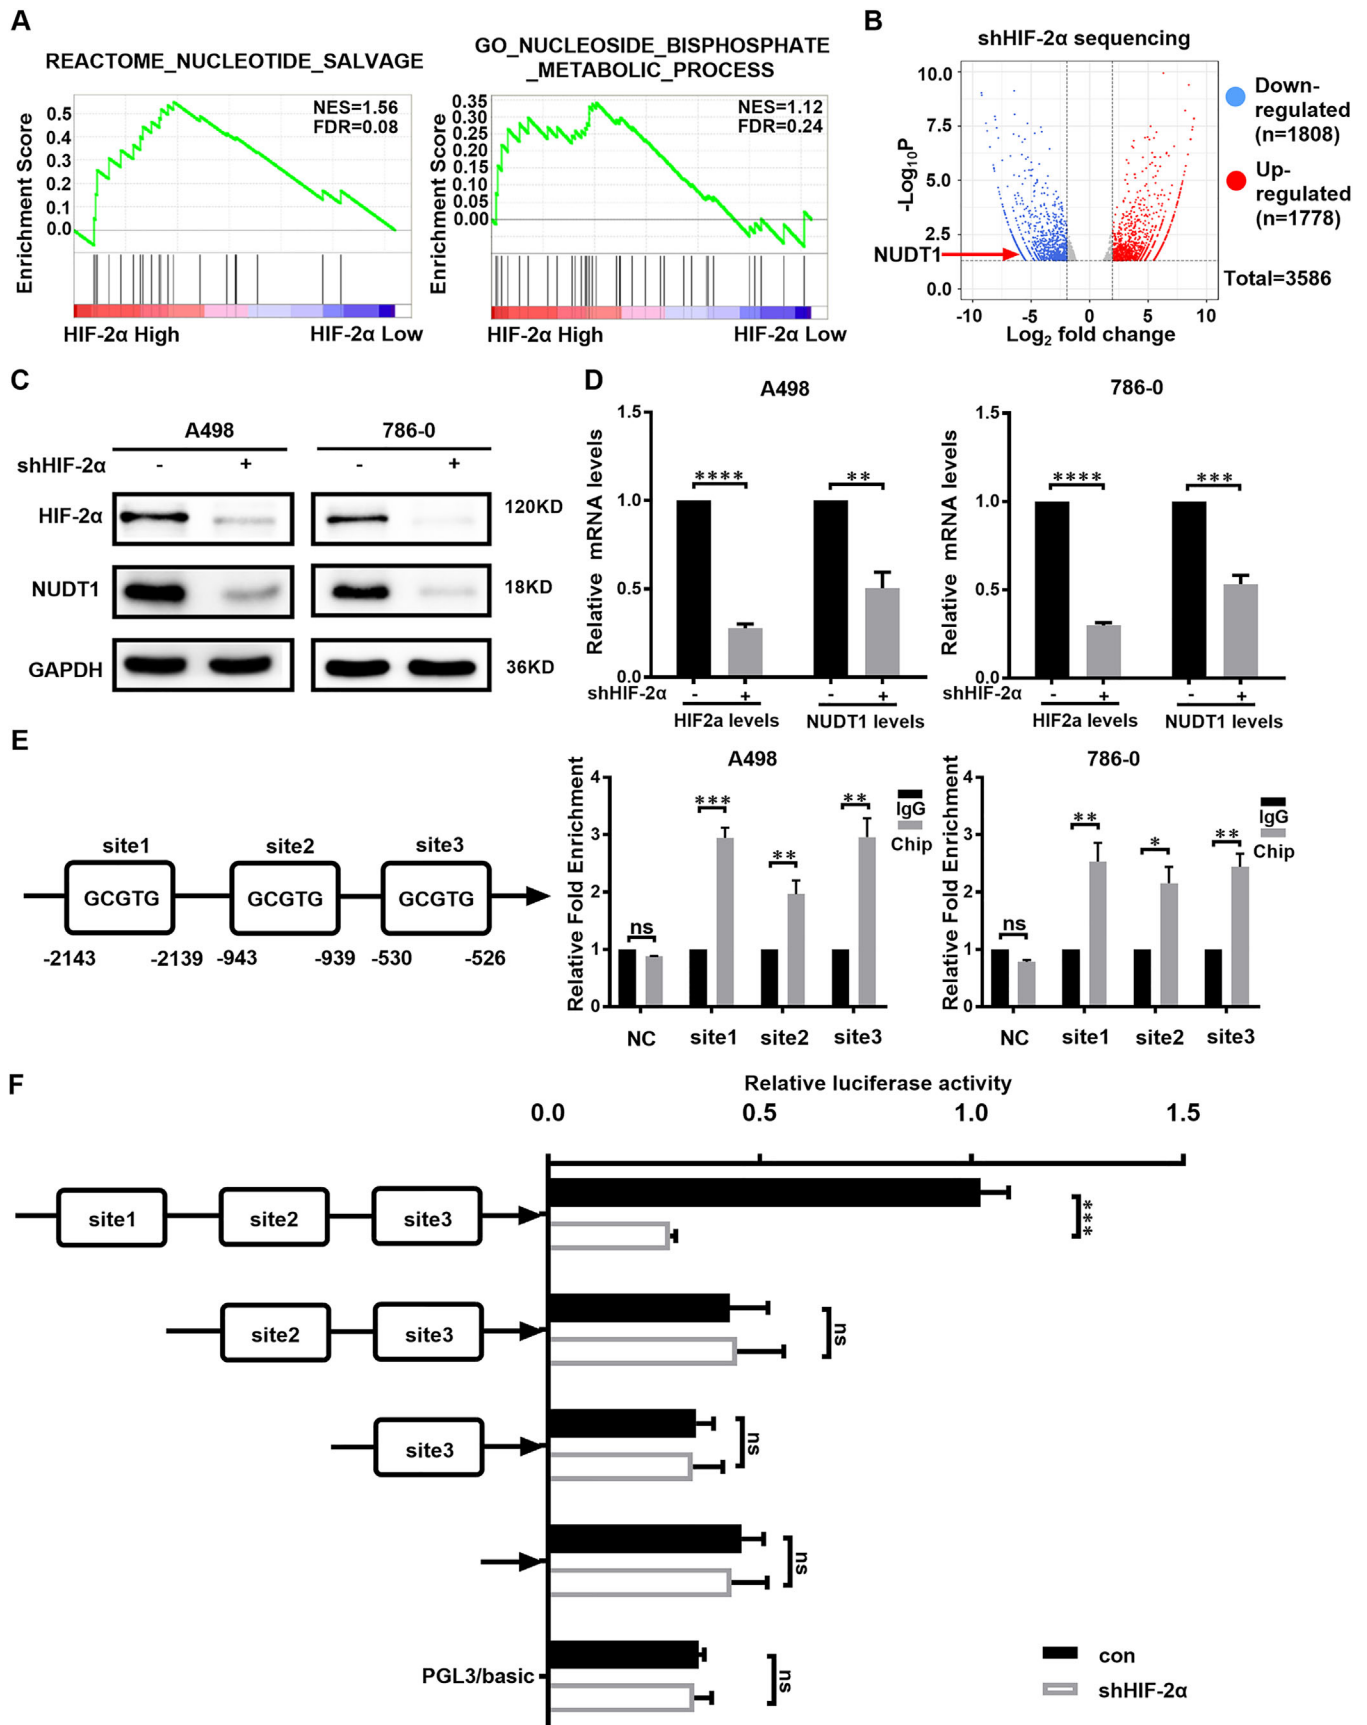 A
REACTOME_NUCLEOTIDE_SALVAGE
NES=1.56
FDR=0.08
Enrichment Score
0.5
0.4
0.3
0.2
0.1
0.0
HIF-2α High
HIF-2α Low
GO_NUCLEOSIDE_BISPHOSPHATE
_METABOLIC_PROCESS
NES=1.12
FDR=0.24
Enrichment Score
0.35
0.30
0.25
0.20
0.15
0.10
0.05
0.00
HIF-2α High
HIF-2α Low
B
shHIF-2α sequencing
-Log10P
10.0
7.5
5.0
2.5
0.0
NUDT1
-10 -5 0 5 10
Log2 fold change
Down-
regulated
(n=1808)
Up-
regulated
(n=1778)
Total=3586
C
A498 786-0
shHIF-2α - + - +
HIF-2α 120KD
NUDT1 18KD
GAPDH 36KD
D
A498
Relative mRNA levels
1.5
1.0
0.5
0.0
**** **
shHIF-2α - + - +
HIF2a levels NUDT1 levels
786-0
Relative mRNA levels
1.5
1.0
0.5
0.0
**** ***
shHIF-2α - + - +
HIF2a levels NUDT1 levels
E
site1 site2 site3
GCGTG GCGTG GCGTG
-2143 -2139 -943 -939 -530 -526
A498
Relative Fold Enrichment
4
3
2
1
0
ns *** ** **
NC site1 site2 site3
IgG
Chip
786-0
Relative Fold Enrichment
4
3
2
1
0
ns ** * **
NC site1 site2 site3
IgG
Chip
F
Relative luciferase activity
0.0 0.5 1.0 1.5
site1 site2 site3
***
site2 site3
ns
site3
ns
ns
PGL3/basic
ns
con
shHIF-2α